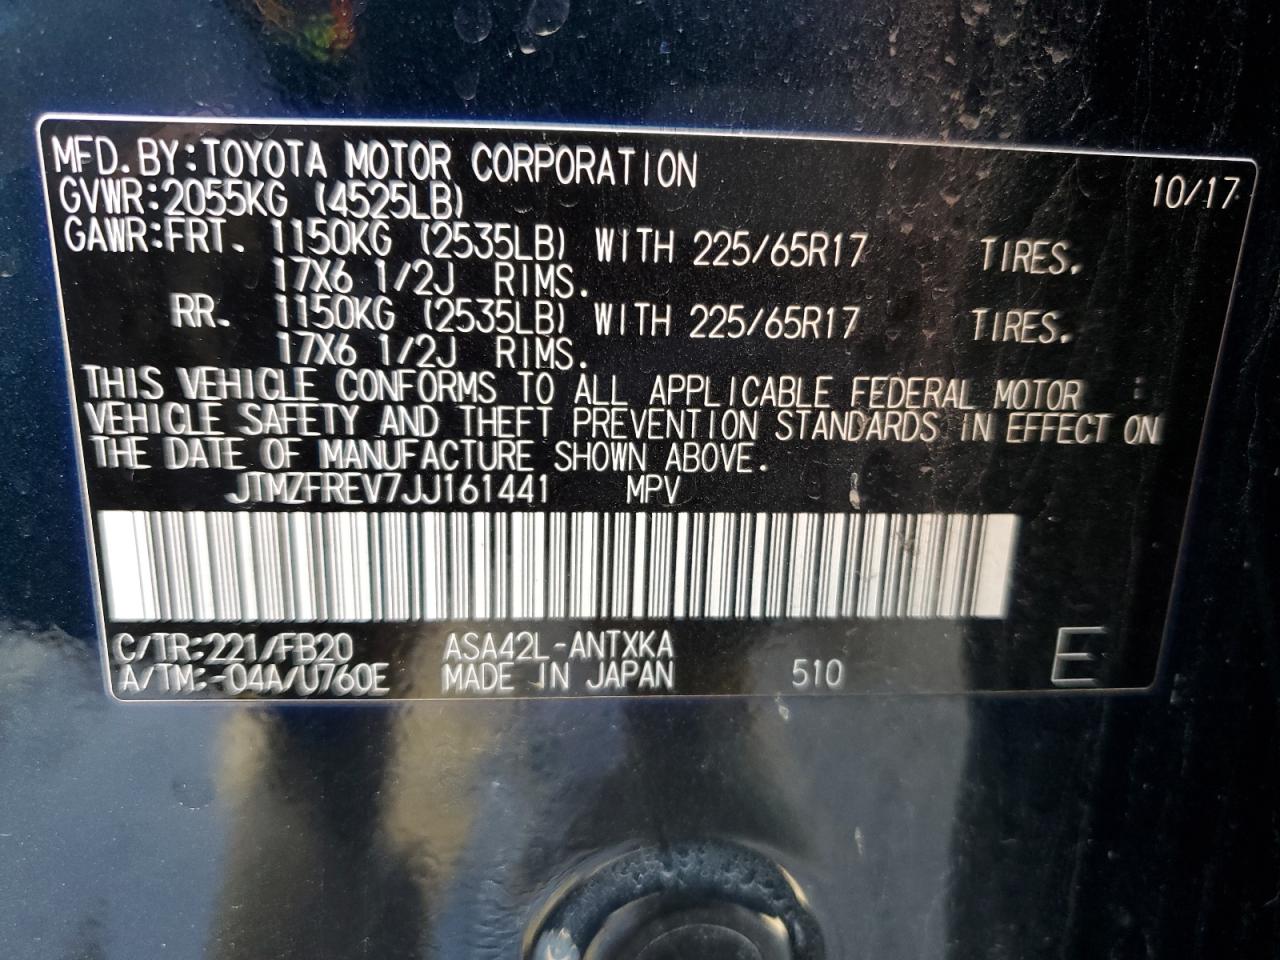 MFD. BY: TOYOTA MOTOR CORPORATION 10/17
GVWR: 2055KG (4525LB)
GAWR: FRT. 1150KG (2535LB) WITH 225/65R17 TIRES.
17X6 1/2J RIMS.
RR. 1150KG (2535LB) WITH 225/65R17 TIRES.
17X6 1/2J RIMS.
THIS VEHICLE CONFORMS TO ALL APPLICABLE FEDERAL MOTOR
VEHICLE SAFETY AND THEFT PREVENTION STANDARDS IN EFFECT ON
THE DATE OF MANUFACTURE SHOWN ABOVE.
JTMZFREV7JJ161441 MPV
C/TR: 221/FB20 ASA42L-ANTXKA
A/TM: -04A/U760E MADE IN JAPAN 510 E